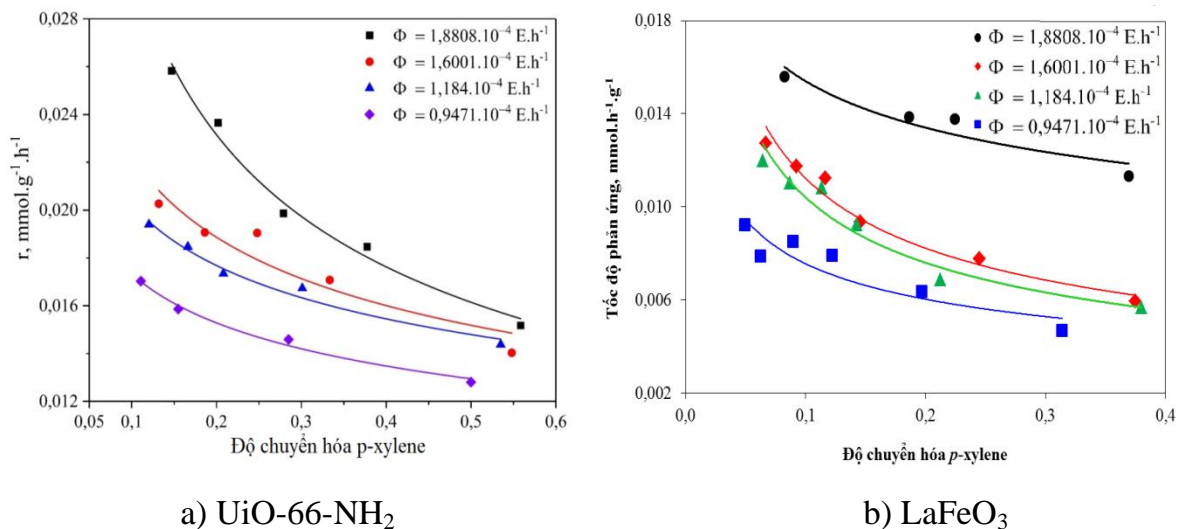 0,028
0,024
0,020
0,016
0,012
r, mmol.g⁻¹.h⁻¹
Φ = 1,8808.10⁻⁴ E.h⁻¹
Φ = 1,6001.10⁻⁴ E.h⁻¹
Φ = 1,184.10⁻⁴ E.h⁻¹
Φ = 0,9471.10⁻⁴ E.h⁻¹
0,05 0,1 0,2 0,3 0,4 0,5 0,6
Độ chuyển hóa p-xylene
a) UiO-66-NH₂
0,018
0,014
0,010
0,006
0,002
Tốc độ phản ứng, mmol.h⁻¹.g⁻¹
Φ = 1,8808.10⁻⁴ E.h⁻¹
Φ = 1,6001.10⁻⁴ E.h⁻¹
Φ = 1,184.10⁻⁴ E.h⁻¹
Φ = 0,9471.10⁻⁴ E.h⁻¹
0,0 0,1 0,2 0,3 0,4
Độ chuyển hóa p-xylene
b) LaFeO₃